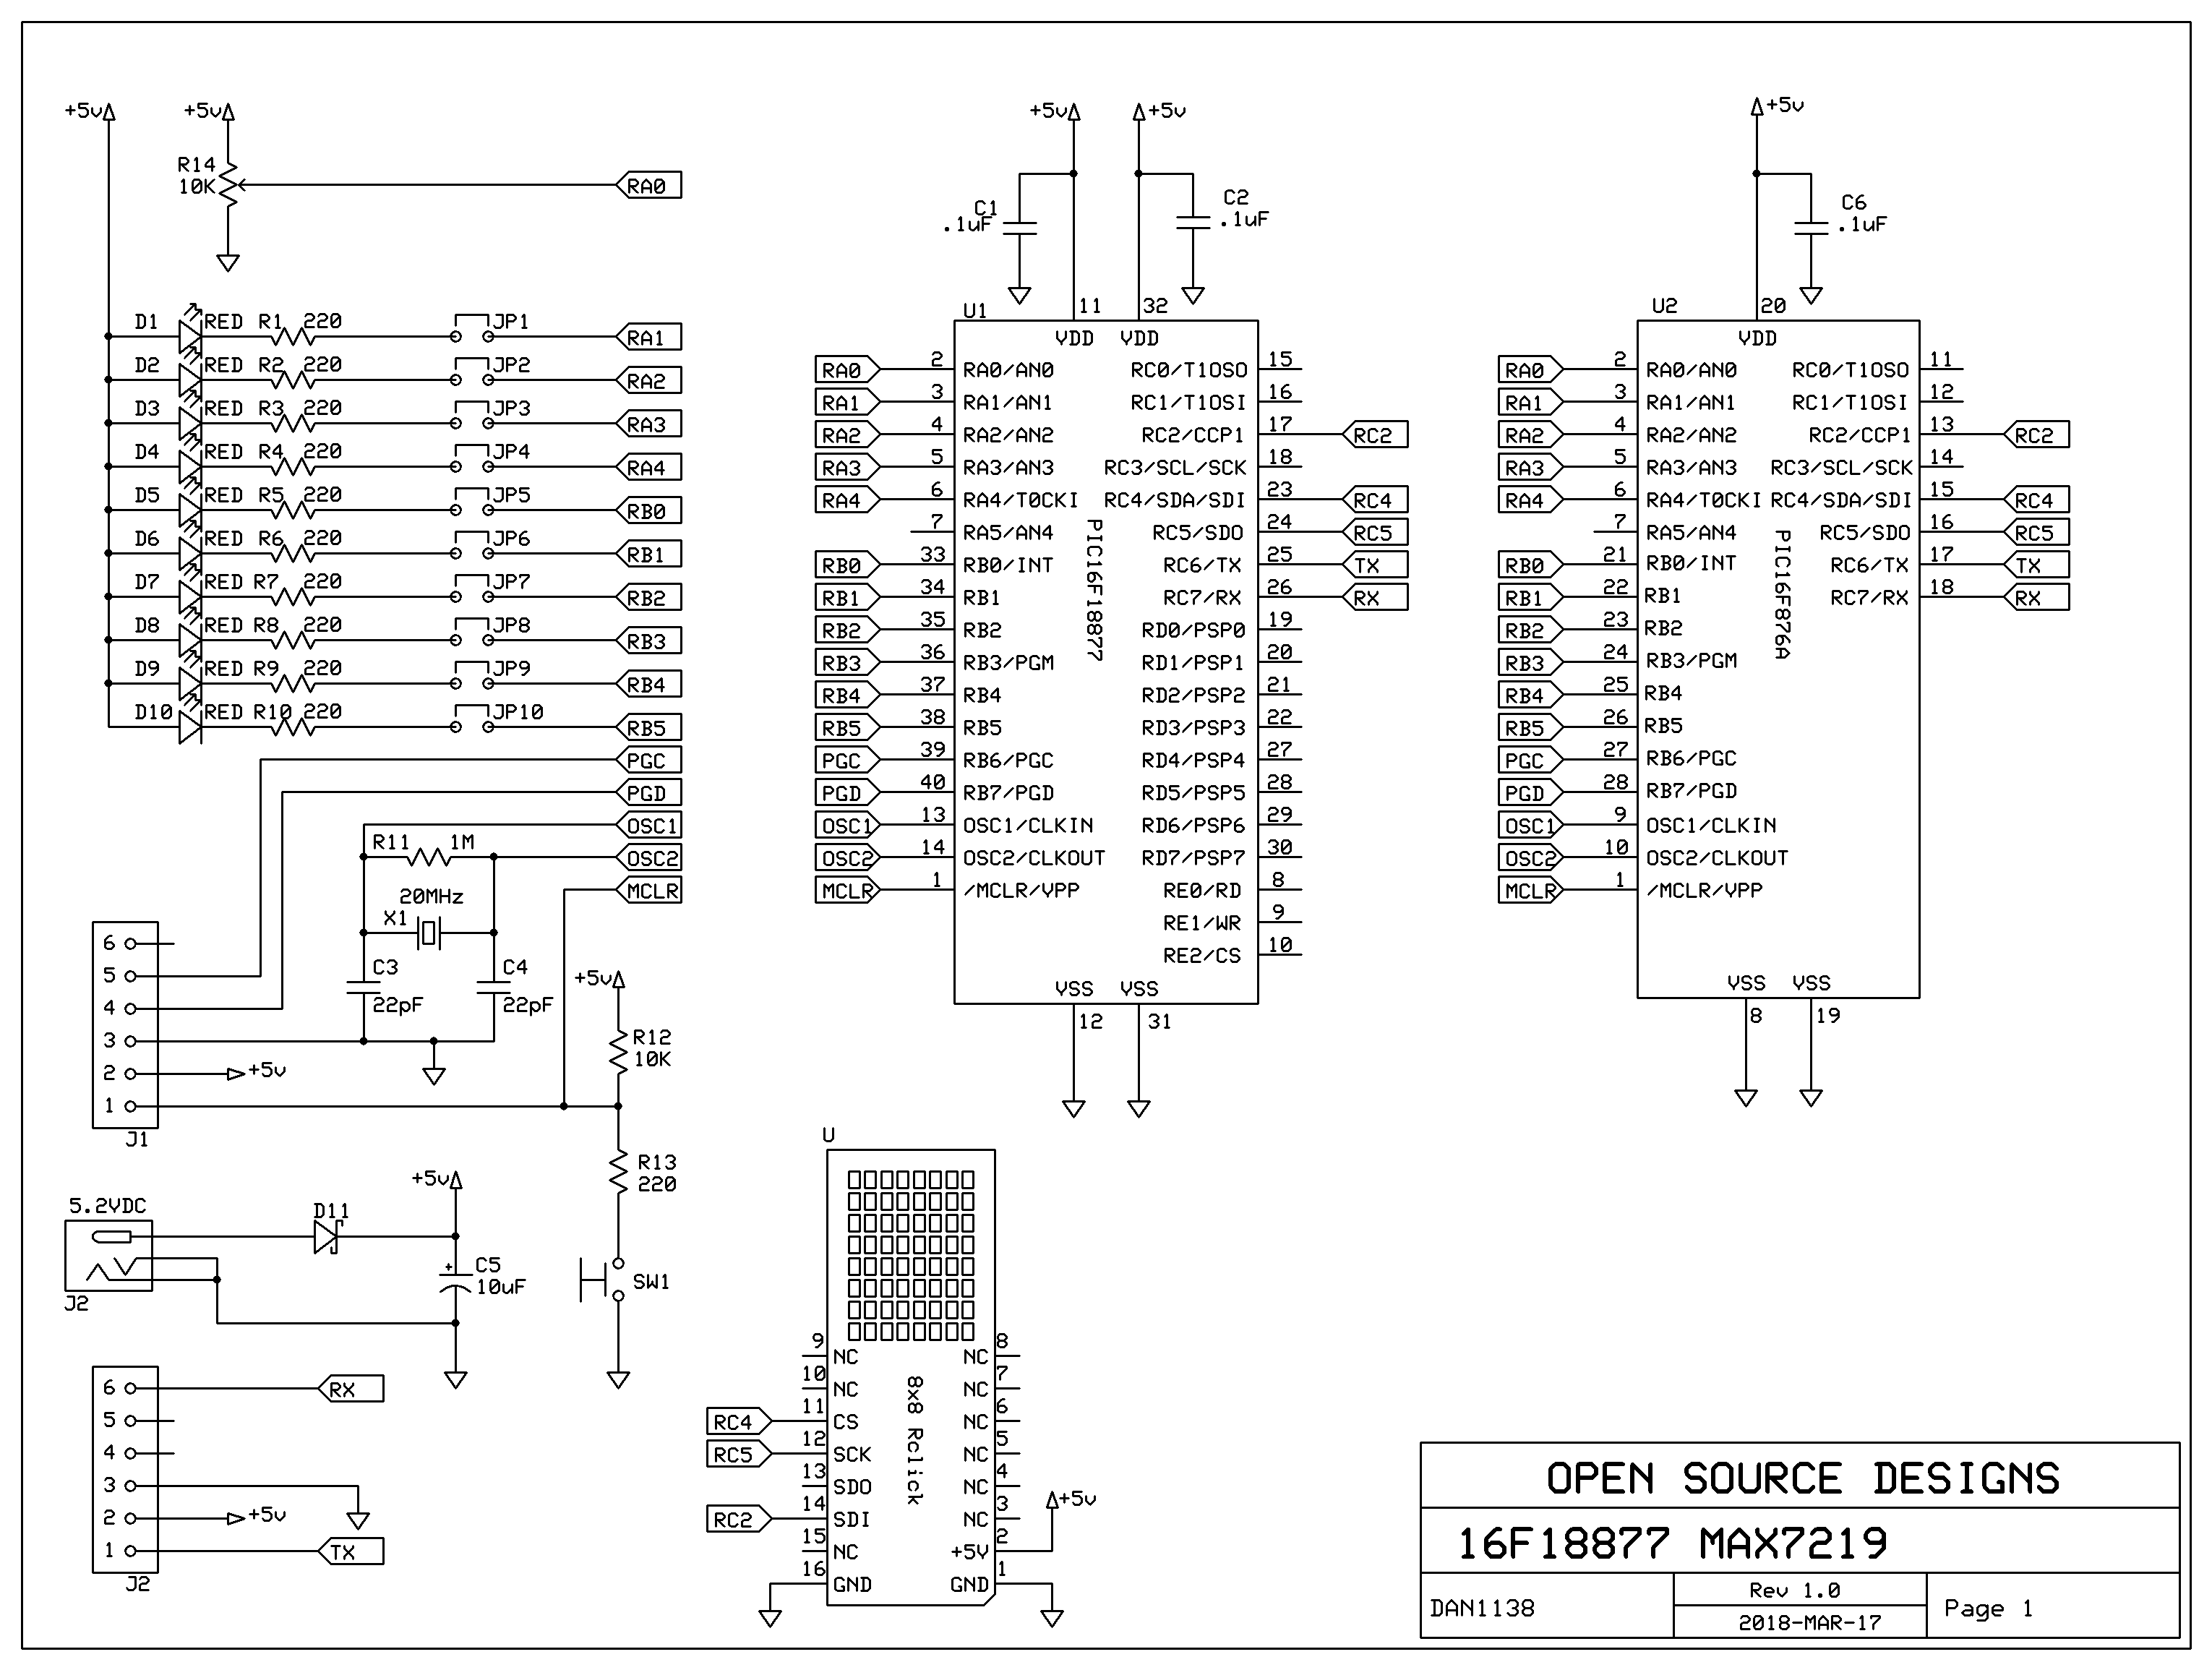 +5v
+5v
R14
10K
RA0
D1 RED R1 220 JP1 RA1
D2 RED R2 220 JP2 RA2
D3 RED R3 220 JP3 RA3
D4 RED R4 220 JP4 RA4
D5 RED R5 220 JP5 RB0
D6 RED R6 220 JP6 RB1
D7 RED R7 220 JP7 RB2
D8 RED R8 220 JP8 RB3
D9 RED R9 220 JP9 RB4
D10 RED R10 220 JP10 RB5
PGC
PGD
OSC1
R11 1M
OSC2
MCLR
20MHz
X1
C3
22pF
C4
22pF
6
5
4
3
2 +5v
1
J1
+5v
R12
10K
R13
220
SW1
5.2VDC
J2
D11
+5v
+
C5
10uF
6 RX
5
4
3
2 +5v
1 TX
J2
+5v
+5v
C1
.1uF
C2
.1uF
U1
11
32
VDD VDD
RA0 2 RA0/AN0 RC0/T1OSO 15
RA1 3 RA1/AN1 RC1/T1OSI 16
RA2 4 RA2/AN2 RC2/CCP1 17 RC2
RA3 5 RA3/AN3 RC3/SCL/SCK 18
RA4 6 RA4/T0CKI RC4/SDA/SDI 23 RC4
7 RA5/AN4 RC5/SDO 24 RC5
RB0 33 RB0/INT RC6/TX 25 TX
RB1 34 RB1 RC7/RX 26 RX
RB2 35 RB2 RD0/PSP0 19
RB3 36 RB3/PGM RD1/PSP1 20
RB4 37 RB4 RD2/PSP2 21
RB5 38 RB5 RD3/PSP3 22
PGC 39 RB6/PGC RD4/PSP4 27
PGD 40 RB7/PGD RD5/PSP5 28
OSC1 13 OSC1/CLKIN RD6/PSP6 29
OSC2 14 OSC2/CLKOUT RD7/PSP7 30
MCLR 1 /MCLR/VPP RE0/RD 8
RE1/WR 9
RE2/CS 10
PIC16F18877
VSS VSS
12
31
+5v
C6
.1uF
U2
20
VDD
RA0 2 RA0/AN0 RC0/T1OSO 11
RA1 3 RA1/AN1 RC1/T1OSI 12
RA2 4 RA2/AN2 RC2/CCP1 13 RC2
RA3 5 RA3/AN3 RC3/SCL/SCK 14
RA4 6 RA4/T0CKI RC4/SDA/SDI 15 RC4
7 RA5/AN4 RC5/SDO 16 RC5
RB0 21 RB0/INT RC6/TX 17 TX
RB1 22 RB1 RC7/RX 18 RX
RB2 23 RB2
RB3 24 RB3/PGM
RB4 25 RB4
RB5 26 RB5
PGC 27 RB6/PGC
PGD 28 RB7/PGD
OSC1 9 OSC1/CLKIN
OSC2 10 OSC2/CLKOUT
MCLR 1 /MCLR/VPP
PIC16F876A
VSS VSS
8
19
U
9 NC NC 8
10 NC NC 7
RC4 11 CS NC 6
RC5 12 SCK NC 5
13 SDO NC 4
RC2 14 SDI NC 3
15 NC +5V 2
16 GND GND 1
8x8 Rclick
+5v
OPEN SOURCE DESIGNS
16F18877 MAX7219
DAN1138
Rev 1.0
2018-MAR-17
Page 1